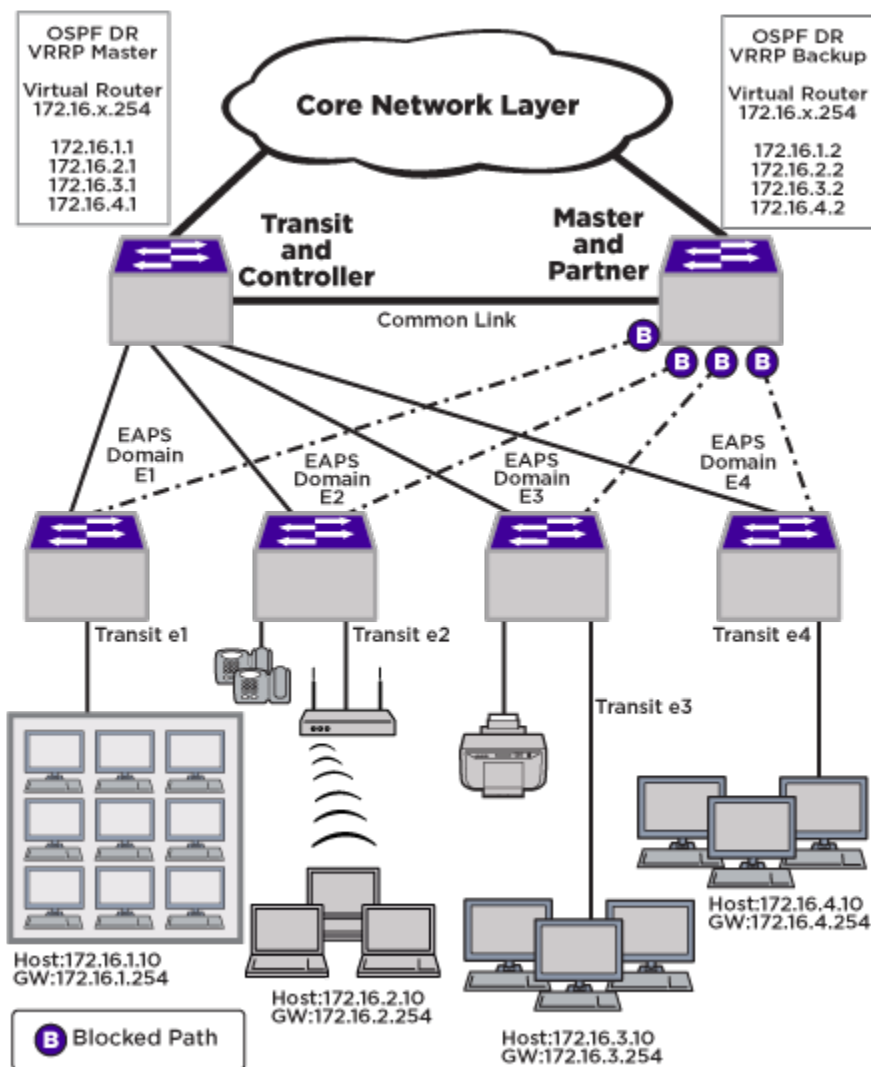 OSPF DR
VRRP Master
Virtual Router
172.16.x.254
172.16.1.1
172.16.2.1
172.16.3.1
172.16.4.1
Core Network Layer
OSPF DR
VRRP Backup
Virtual Router
172.16.x.254
172.16.1.2
172.16.2.2
172.16.3.2
172.16.4.2
Transit
and
Controller
Master
and
Partner
Common Link
B
B
B
B
EAPS
Domain
E1
EAPS
Domain
E2
EAPS
Domain
E3
EAPS
Domain
E4
Transit e1
Transit e2
Transit e4
Transit e3
Host:172.16.1.10
GW:172.16.1.254
Host:172.16.2.10
GW:172.16.2.254
Host:172.16.3.10
GW:172.16.3.254
Host:172.16.4.10
GW:172.16.4.254
B Blocked Path